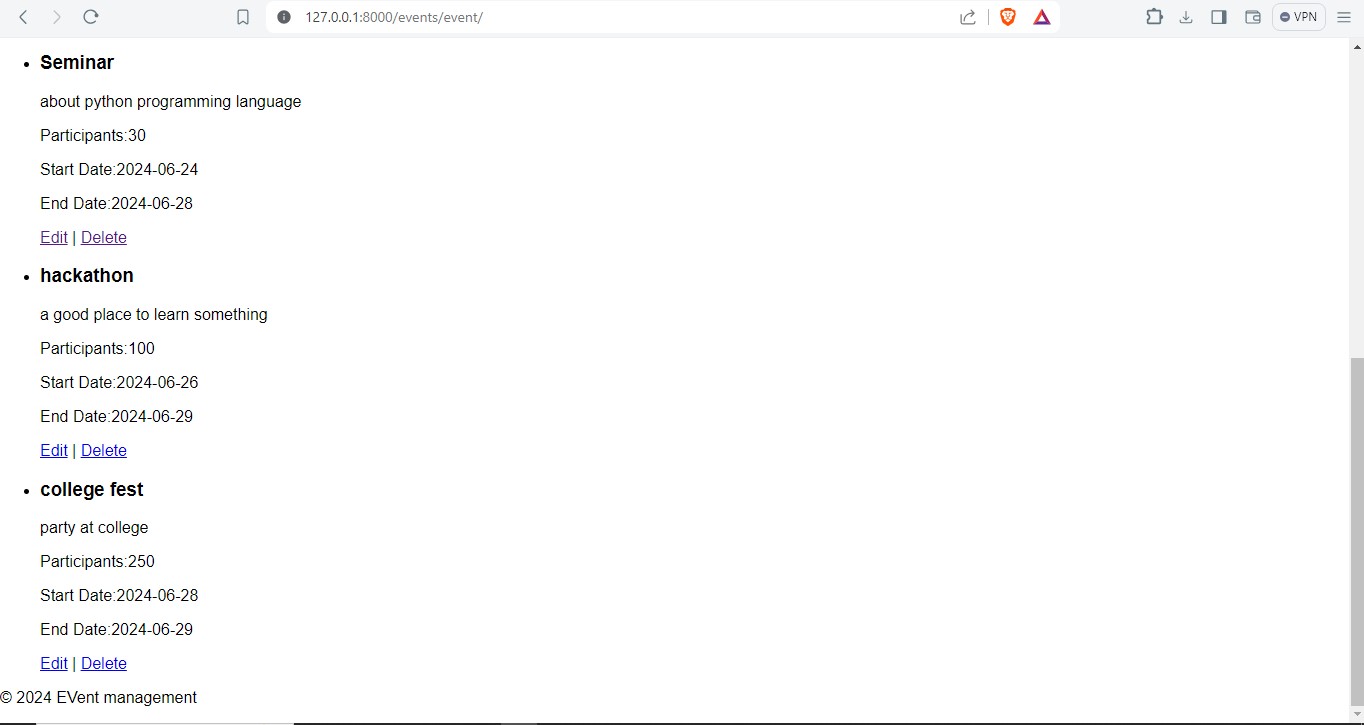 127.0.0.1:8000/events/event/
VPN
Seminar
about python programming language
Participants:30
Start Date:2024-06-24
End Date:2024-06-28
Edit | Delete
hackathon
a good place to learn something
Participants:100
Start Date:2024-06-26
End Date:2024-06-29
Edit | Delete
college fest
party at college
Participants:250
Start Date:2024-06-28
End Date:2024-06-29
Edit | Delete
© 2024 EVent management